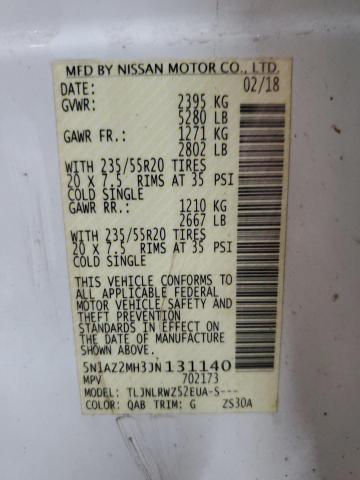 MFD BY NISSAN MOTOR CO., LTD.
DATE: 02/18
GVWR: 2395 KG
5280 LB
GAWR FR.: 1271 KG
2802 LB
WITH 235/55R20 TIRES
20 X 7.5 RIMS AT 35 PSI
COLD SINGLE
GAWR RR.: 1210 KG
2667 LB
WITH 235/55R20 TIRES
20 X 7.5 RIMS AT 35 PSI
COLD SINGLE
THIS VEHICLE CONFORMS TO
ALL APPLICABLE FEDERAL
MOTOR VEHICLE/SAFETY AND
THEFT PREVENTION
STANDARDS IN EFFECT ON
THE DATE OF MANUFACTURE
SHOWN ABOVE.
5N1AZ2MH3JN131140
MPV 702173
MODEL: TLJNLRWZ52EUA-S---
COLOR: QAB TRIM: G ZS30A